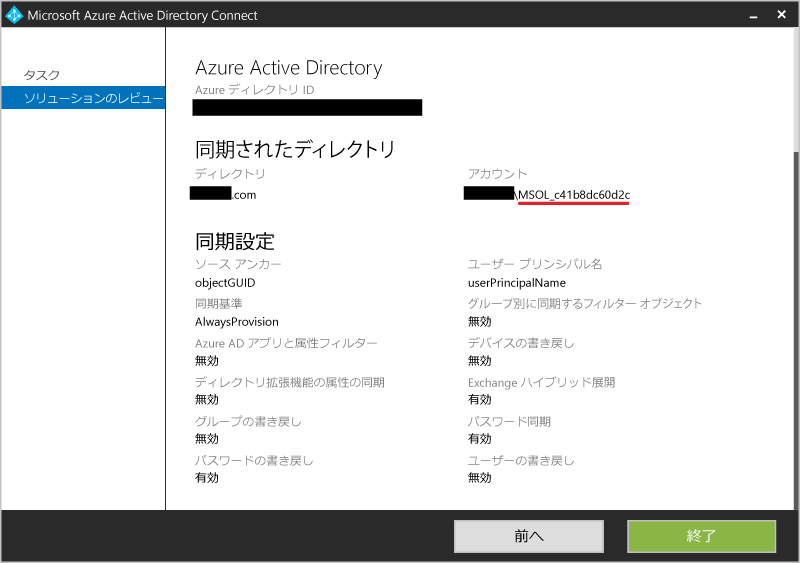 Microsoft Azure Active Directory Connect
タスク
ソリューションのレビュー
Azure Active Directory
Azure ディレクトリ ID
同期されたディレクトリ
ディレクトリ
アカウント
.com
\MSOL_c41b8dc60d2c
同期設定
ソース アンカー
ユーザー プリンシパル名
objectGUID
userPrincipalName
同期基準
グループ別に同期するフィルター オブジェクト
AlwaysProvision
無効
Azure AD アプリと属性フィルター
デバイスの書き戻し
無効
無効
ディレクトリ拡張機能の属性の同期
Exchange ハイブリッド展開
無効
有効
グループの書き戻し
パスワード同期
無効
有効
パスワードの書き戻し
ユーザーの書き戻し
有効
無効
前へ
終了